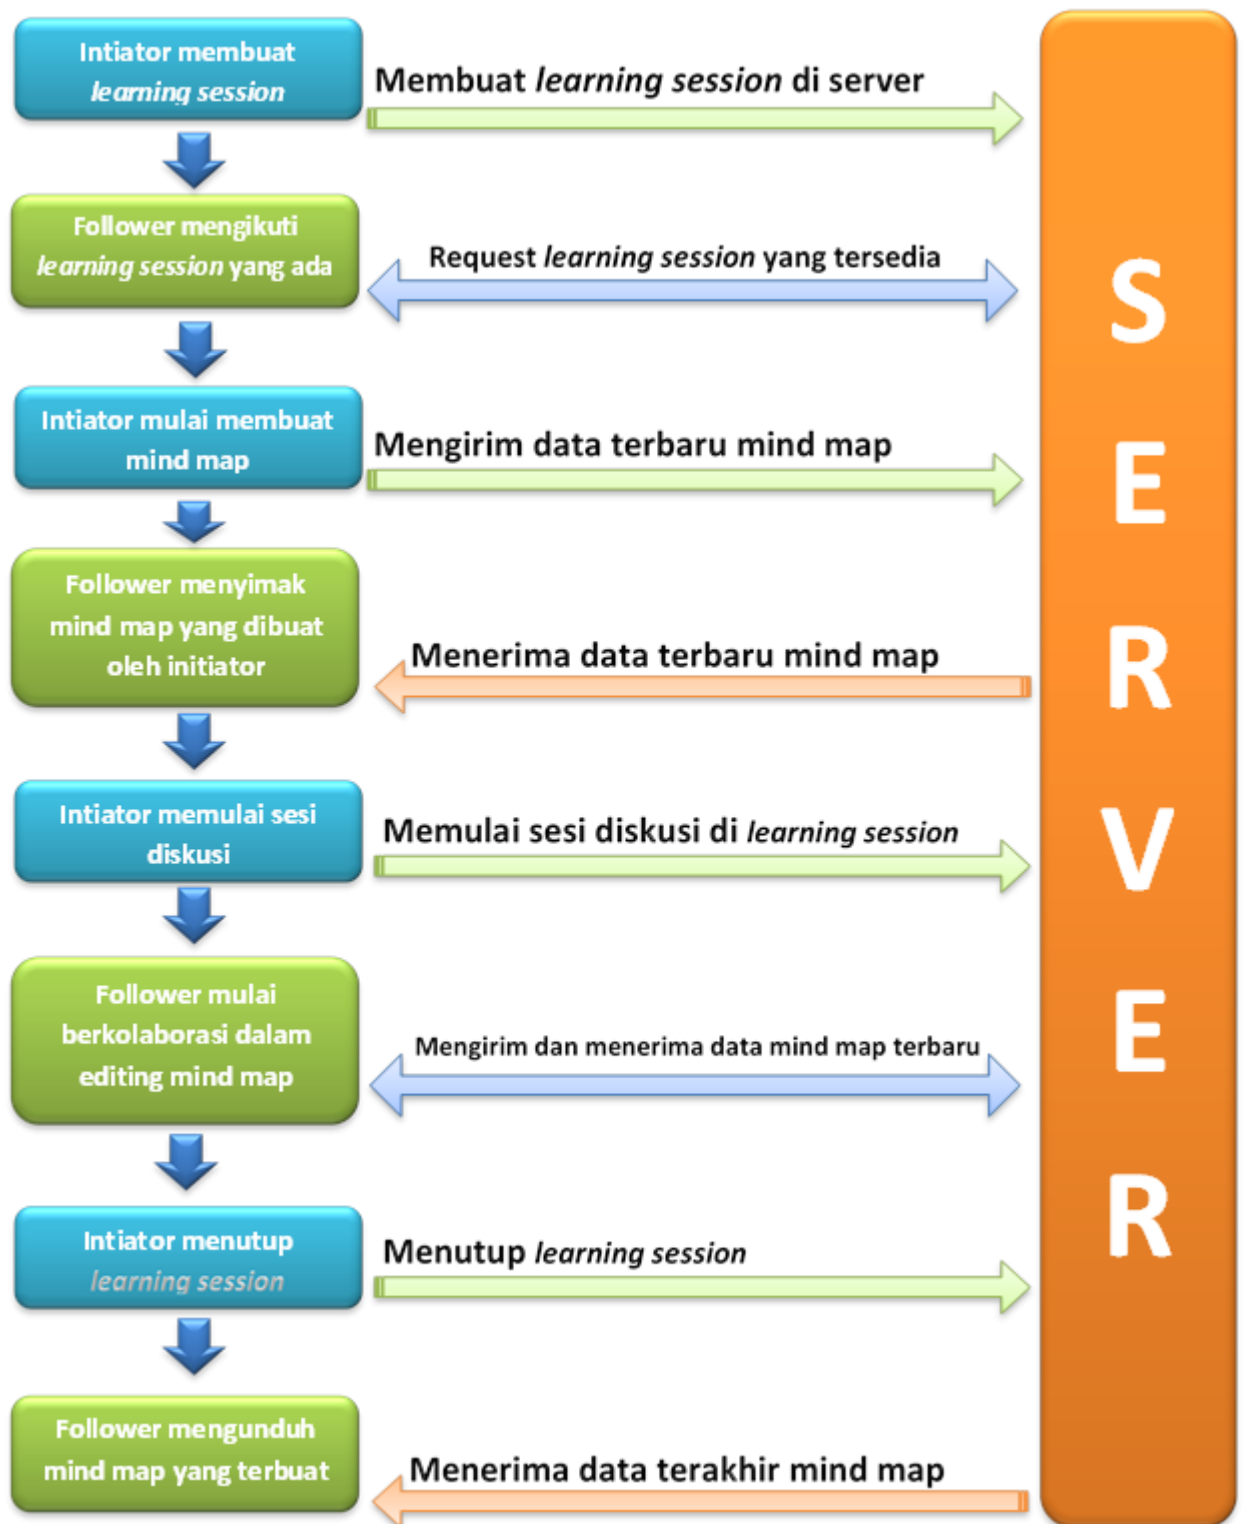 Intiator membuat
learning session
Membuat learning session di server
Follower mengikuti
learning session yang ada
Request learning session yang tersedia
Intiator mulai membuat
mind map
Mengirim data terbaru mind map
Follower menyimak
mind map yang dibuat
oleh initiator
Menerima data terbaru mind map
Intiator memulai sesi
diskusi
Memulai sesi diskusi di learning session
Follower mulai
berkolaborasi dalam
editing mind map
Mengirim dan menerima data mind map terbaru
Intiator menutup
learning session
Menutup learning session
Follower mengunduh
mind map yang terbuat
Menerima data terakhir mind map
S
E
R
V
E
R